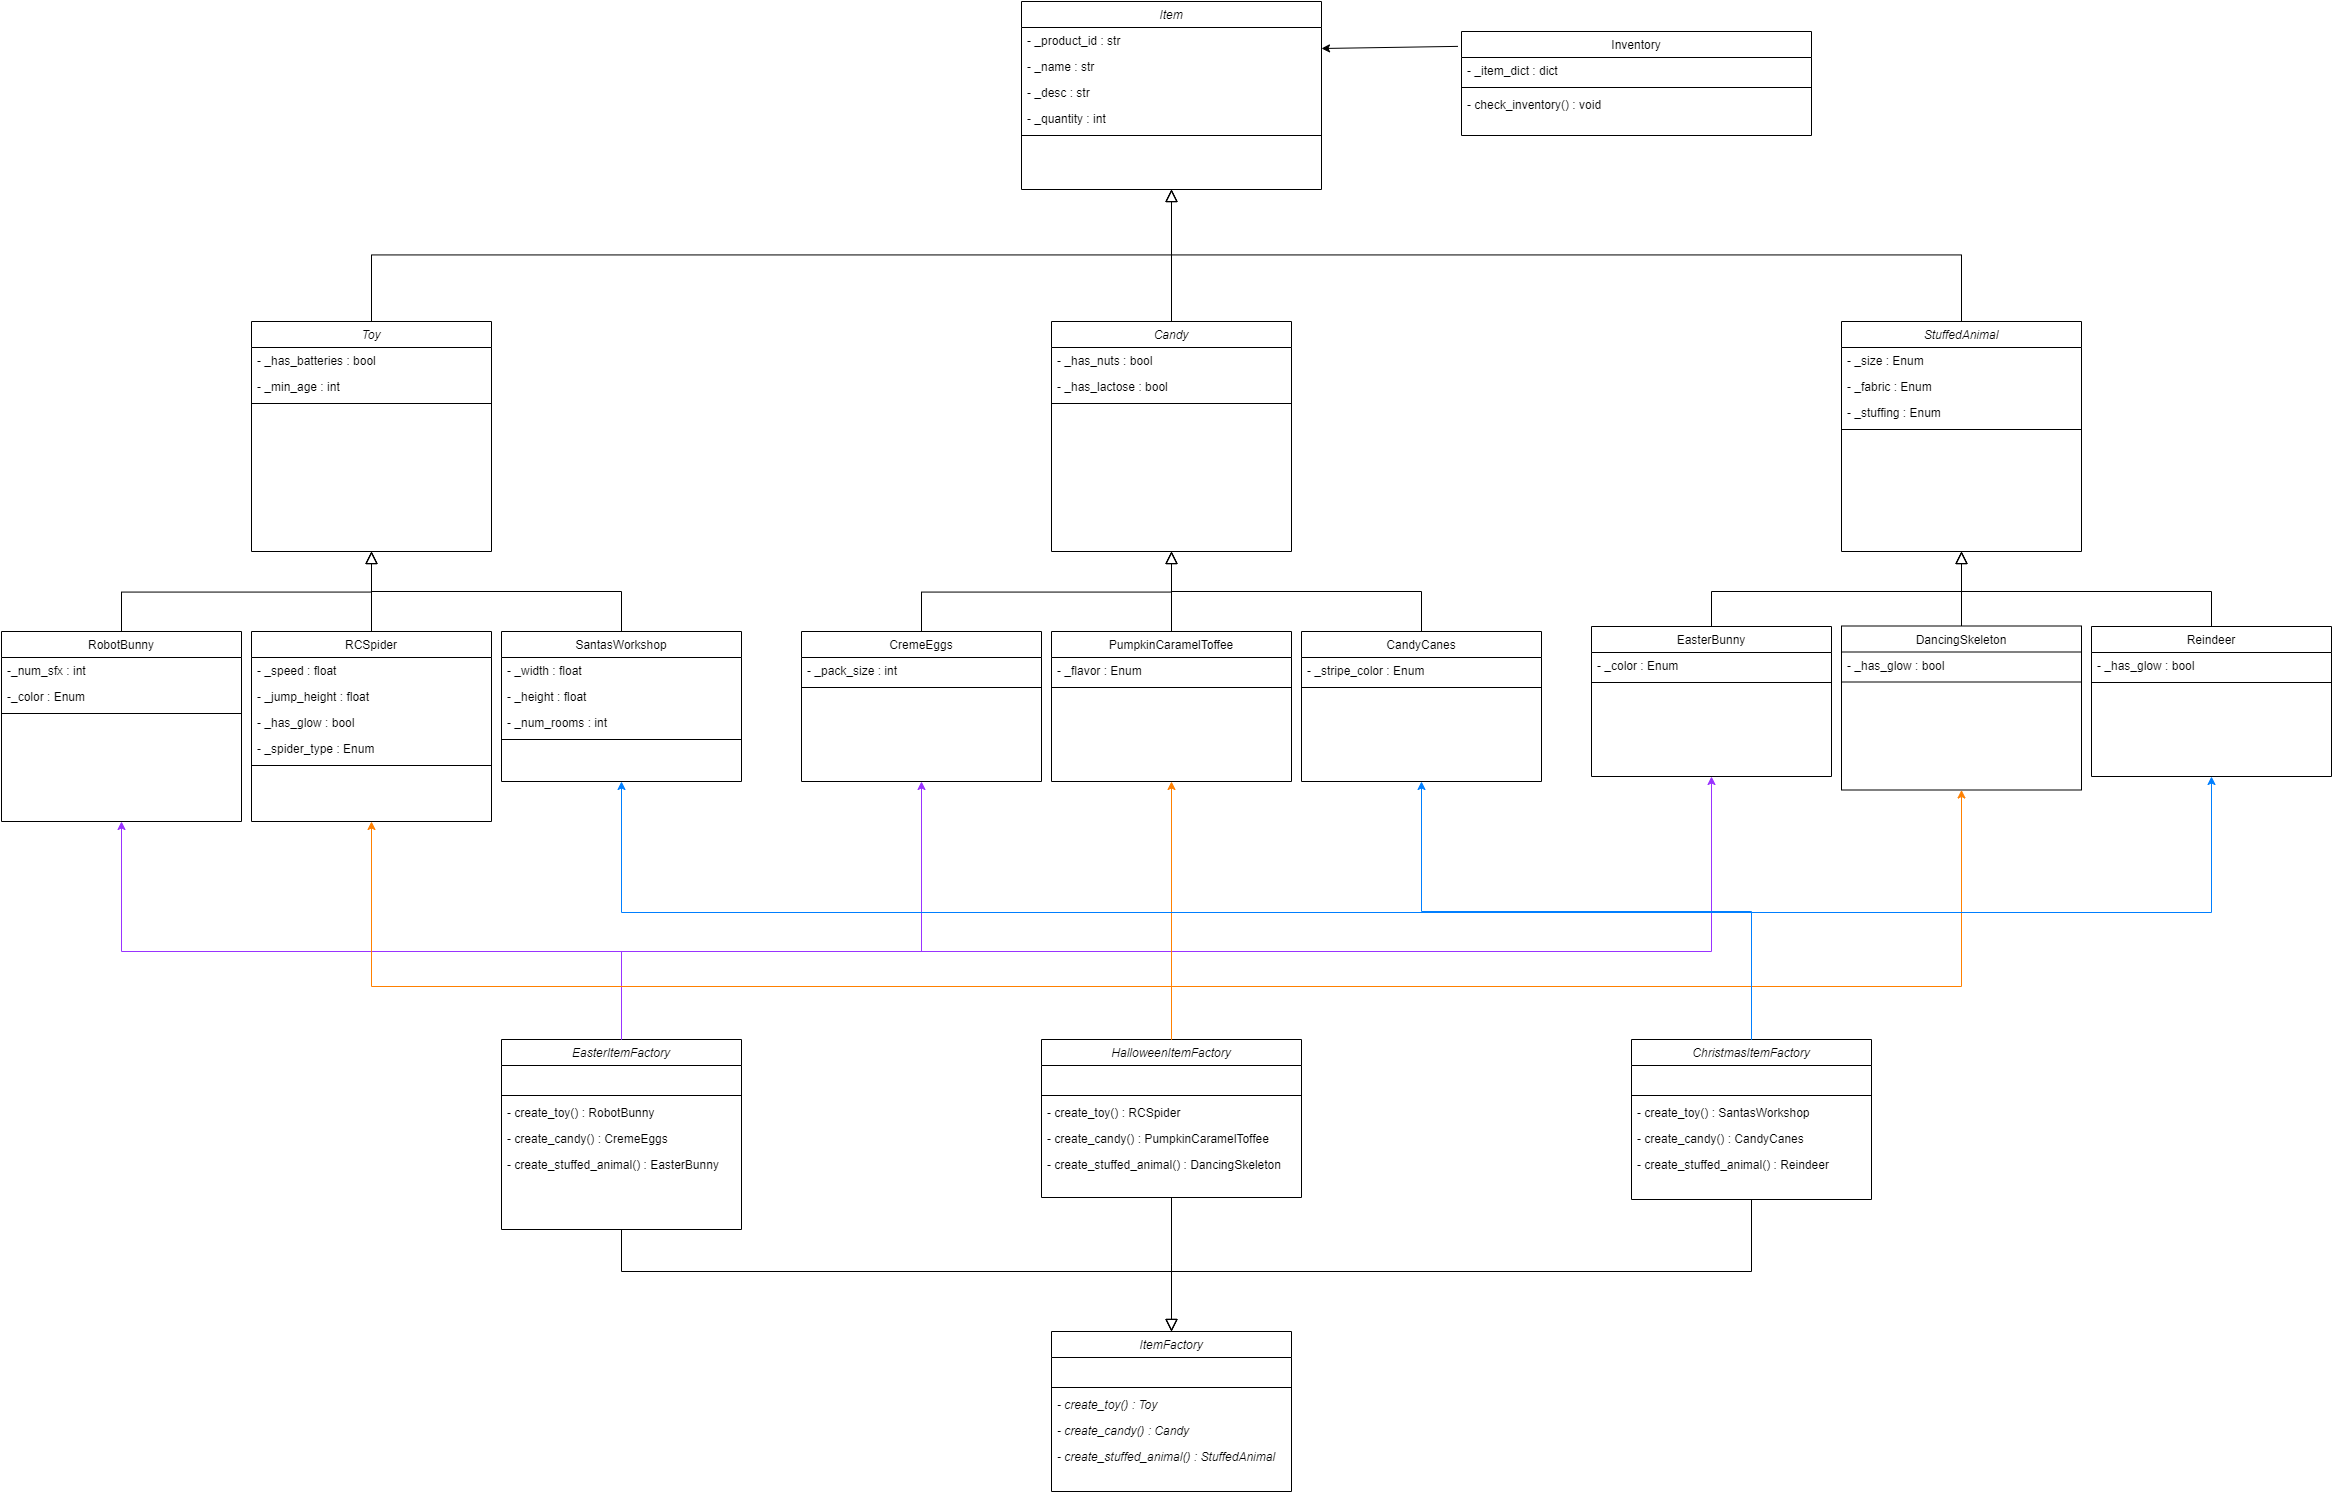 Item
- _product_id : str
- _name : str
- _desc : str
- _quantity : int
Inventory
- _item_dict : dict
- check_inventory() : void
Toy
- _has_batteries : bool
- _min_age : int
Candy
- _has_nuts : bool
- _has_lactose : bool
StuffedAnimal
- _size : Enum
- _fabric : Enum
- _stuffing : Enum
RobotBunny
-_num_sfx : int
-_color : Enum
RCSpider
- _speed : float
- _jump_height : float
- _has_glow : bool
- _spider_type : Enum
SantasWorkshop
- _width : float
- _height : float
- _num_rooms : int
CremeEggs
- _pack_size : int
PumpkinCaramelToffee
- _flavor : Enum
CandyCanes
- _stripe_color : Enum
EasterBunny
- _color : Enum
DancingSkeleton
- _has_glow : bool
Reindeer
- _has_glow : bool
EasterItemFactory
- create_toy() : RobotBunny
- create_candy() : CremeEggs
- create_stuffed_animal() : EasterBunny
HalloweenItemFactory
- create_toy() : RCSpider
- create_candy() : PumpkinCaramelToffee
- create_stuffed_animal() : DancingSkeleton
ChristmasItemFactory
- create_toy() : SantasWorkshop
- create_candy() : CandyCanes
- create_stuffed_animal() : Reindeer
ItemFactory
- create_toy() : Toy
- create_candy() : Candy
- create_stuffed_animal() : StuffedAnimal